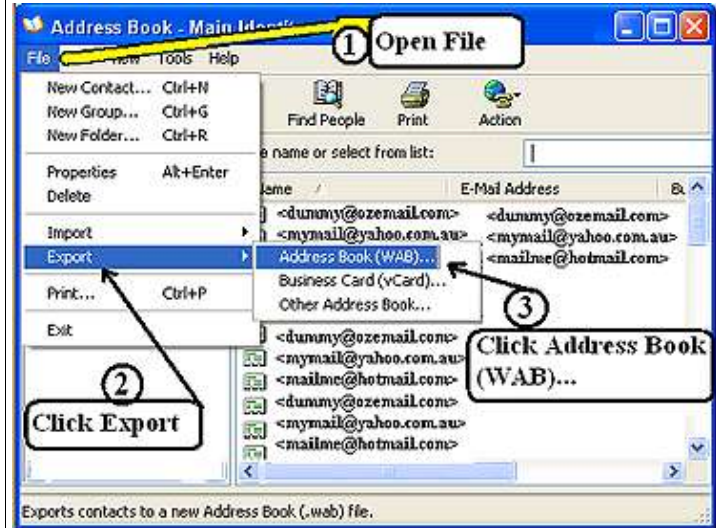 Address Book - Main Identi
1 Open File
File View Tools Help
New Contact... Ctrl+N
New Group... Ctrl+G
New Folder... Ctrl+R
Properties Alt+Enter
Delete
Import
Export
Print... Ctrl+P
Exit
Find People Print Action
e name or select from list:
Name / E-Mail Address Bu
<dummy@ozemail.com> <dummy@ozemail.com>
<mymail@yahoo.com.au> <mymail@yahoo.com.au>
<mailme@hotmail.com>
Address Book (WAB)...
Business Card (vCard)...
Other Address Book...
3
Click Address Book
(WAB)...
<dummy@ozemail.com>
<mymail@yahoo.com.au>
<mailme@hotmail.com>
<dummy@ozemail.com>
<mymail@yahoo.com.au>
<mailme@hotmail.com>
2
Click Export
Exports contacts to a new Address Book (.wab) file.